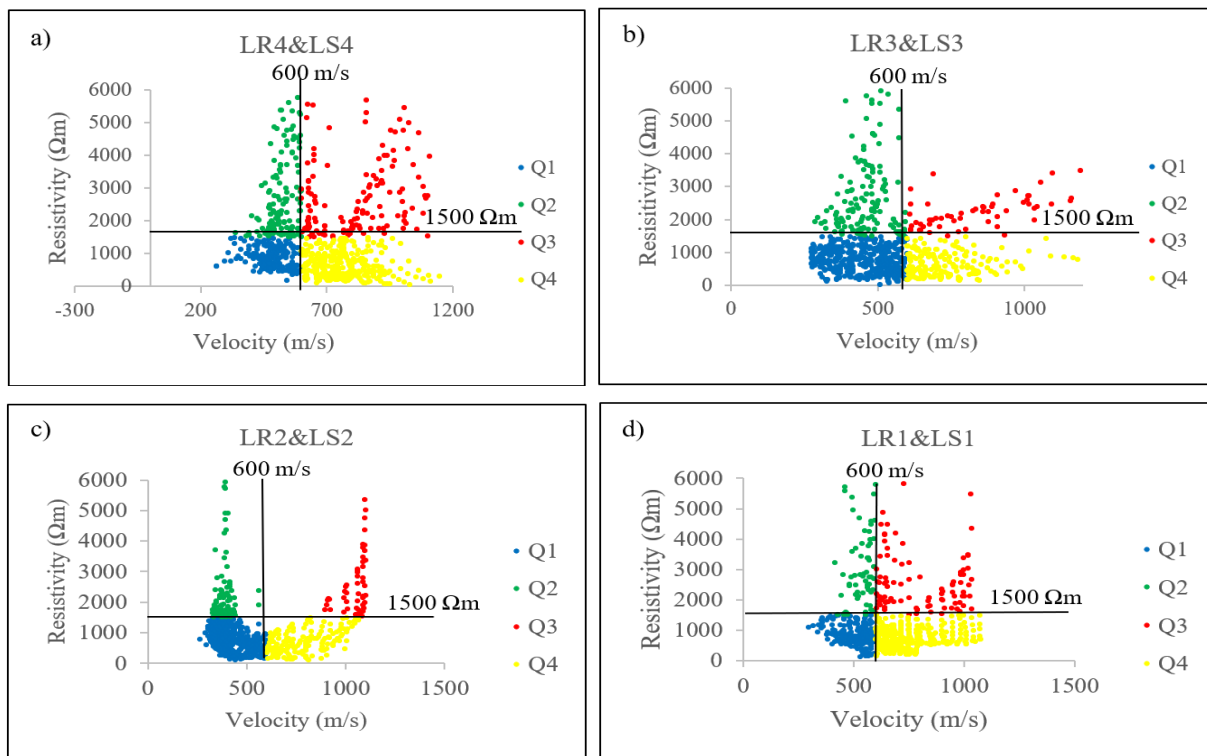 a)
LR4&LS4
600 m/s
6000
5000
4000
3000
2000
1000
0
Resistivity (Ωm)
1500 Ωm
-300
200
700
1200
Velocity (m/s)
Q1
Q2
Q3
Q4
b)
LR3&LS3
600 m/s
6000
5000
4000
3000
2000
1000
0
Resistivity (Ωm)
1500 Ωm
0
500
1000
Velocity (m/s)
Q1
Q2
Q3
Q4
c)
LR2&LS2
600 m/s
6000
5000
4000
3000
2000
1000
0
Resistivity (Ωm)
1500 Ωm
0
500
1000
1500
Velocity (m/s)
Q1
Q2
Q3
Q4
d)
LR1&LS1
600 m/s
6000
5000
4000
3000
2000
1000
0
Resistivity (Ωm)
1500 Ωm
0
500
1000
1500
Velocity (m/s)
Q1
Q2
Q3
Q4